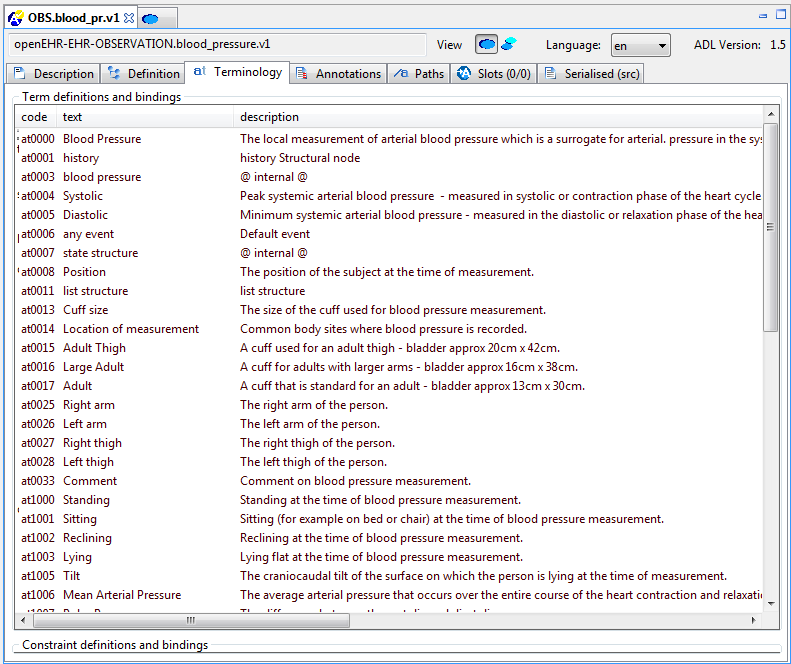 OBS.blood_pr.v1
openEHR-EHR-OBSERVATION.blood_pressure.v1 View Language: en ADL Version: 1.5
Description Definition at Terminology Annotations /a Paths Slots (0/0) Serialised (src)
Term definitions and bindings
code text description
at0000 Blood Pressure The local measurement of arterial blood pressure which is a surrogate for arterial. pressure in the sy
at0001 history history Structural node
at0003 blood pressure @ internal @
at0004 Systolic Peak systemic arterial blood pressure - measured in systolic or contraction phase of the heart cycle
at0005 Diastolic Minimum systemic arterial blood pressure - measured in the diastolic or relaxation phase of the hea
at0006 any event Default event
at0007 state structure @ internal @
at0008 Position The position of the subject at the time of measurement.
at0011 list structure list structure
at0013 Cuff size The size of the cuff used for blood pressure measurement.
at0014 Location of measurement Common body sites where blood pressure is recorded.
at0015 Adult Thigh A cuff used for an adult thigh - bladder approx 20cm x 42cm.
at0016 Large Adult A cuff for adults with larger arms - bladder approx 16cm x 38cm.
at0017 Adult A cuff that is standard for an adult - bladder approx 13cm x 30cm.
at0025 Right arm The right arm of the person.
at0026 Left arm The left arm of the person.
at0027 Right thigh The right thigh of the person.
at0028 Left thigh The left thigh of the person.
at0033 Comment Comment on blood pressure measurement.
at1000 Standing Standing at the time of blood pressure measurement.
at1001 Sitting Sitting (for example on bed or chair) at the time of blood pressure measurement.
at1002 Reclining Reclining at the time of blood pressure measurement.
at1003 Lying Lying flat at the time of blood pressure measurement.
at1005 Tilt The craniocaudal tilt of the surface on which the person is lying at the time of measurement.
at1006 Mean Arterial Pressure The average arterial pressure that occurs over the entire course of the heart contraction and relaxati
Constraint definitions and bindings